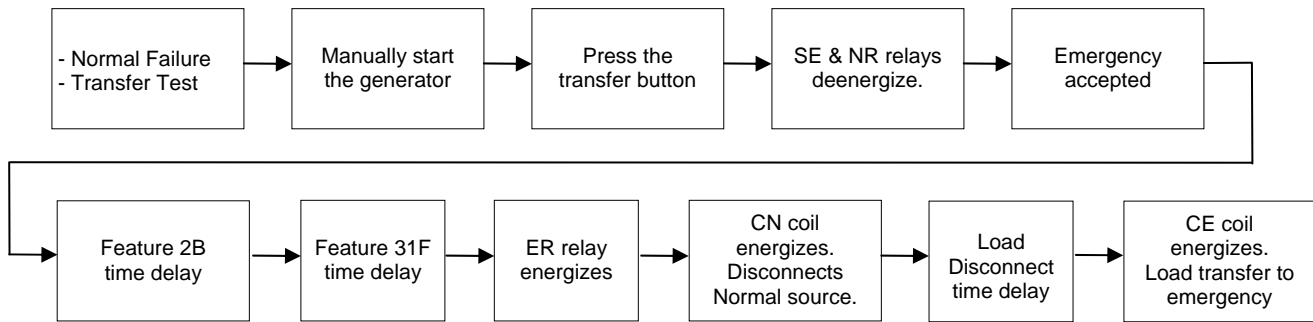 - Normal Failure
- Transfer Test
Manually start
the generator
Press the
transfer button
SE & NR relays
deenergize.
Emergency
accepted
Feature 2B
time delay
Feature 31F
time delay
ER relay
energizes
CN coil
energizes.
Disconnects
Normal source.
Load
Disconnect
time delay
CE coil
energizes.
Load transfer to
emergency